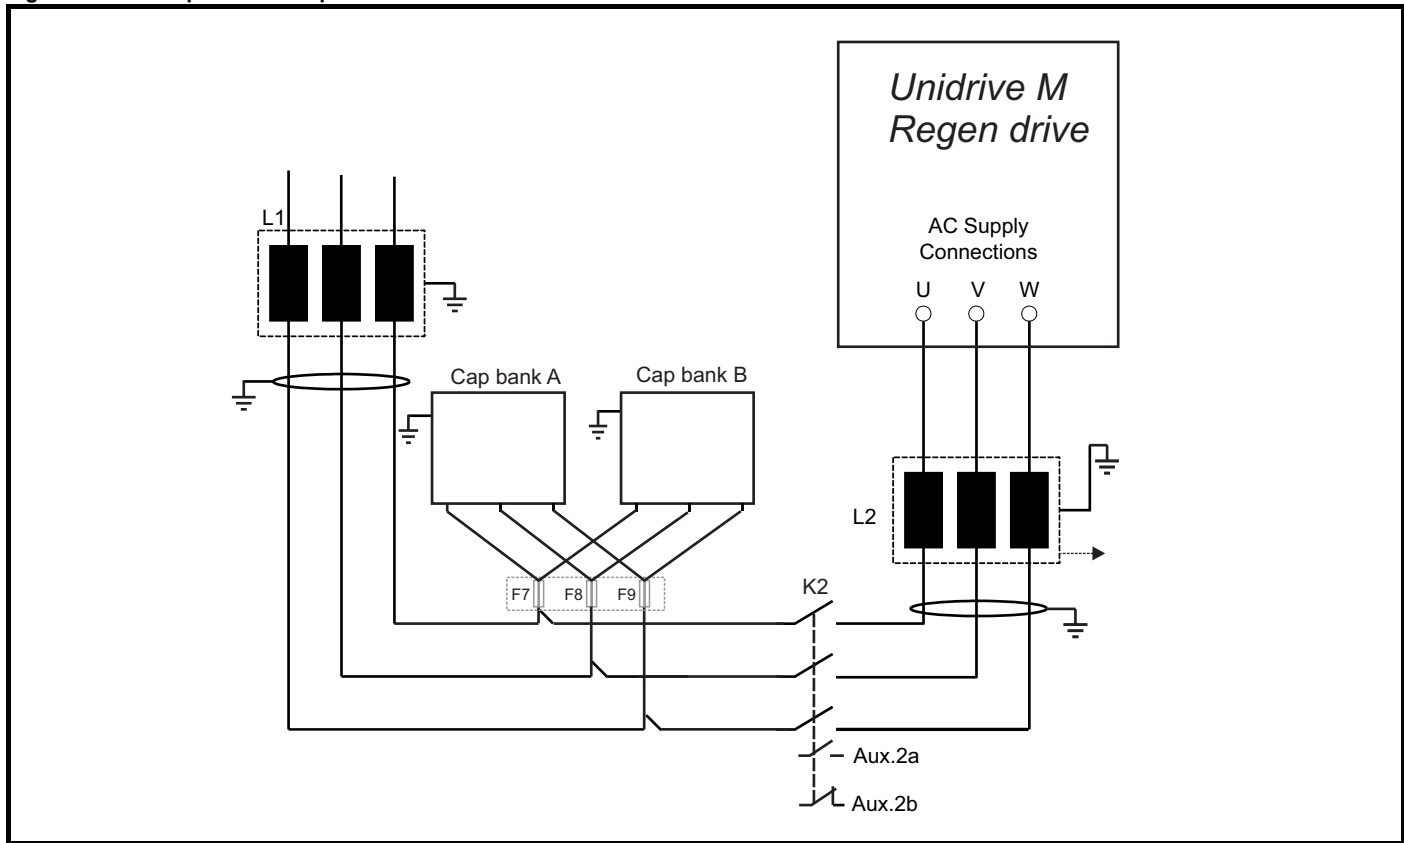 Unidrive M
Regen drive
AC Supply
Connections
U V W
L1
Cap bank A
Cap bank B
L2
F7 F8 F9
K2
Aux.2a
Aux.2b